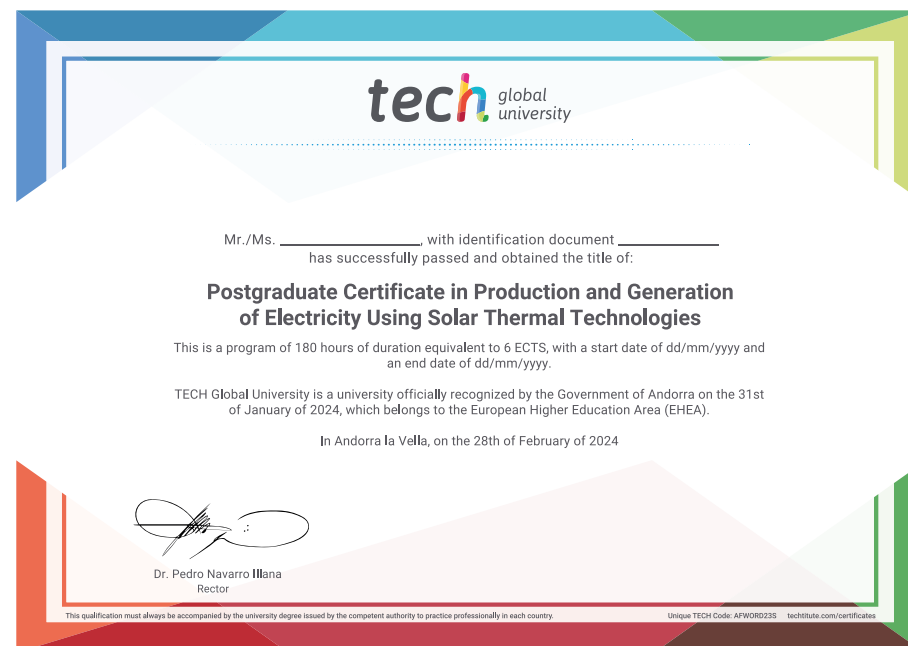 tech global
university
Mr./Ms. ____________, with identification document ____________
has successfully passed and obtained the title of:
Postgraduate Certificate in Production and Generation
of Electricity Using Solar Thermal Technologies
This is a program of 180 hours of duration equivalent to 6 ECTS, with a start date of dd/mm/yyyy and
an end date of dd/mm/yyyy.
TECH Global University is a university officially recognized by the Government of Andorra on the 31st
of January of 2024, which belongs to the European Higher Education Area (EHEA).
In Andorra la Vella, on the 28th of February of 2024
Dr. Pedro Navarro Illana
Rector
This qualification must always be accompanied by the university degree issued by the competent authority to practice professionally in each country.
Unique TECH Code: AFWORD23S techtitute.com/certificates